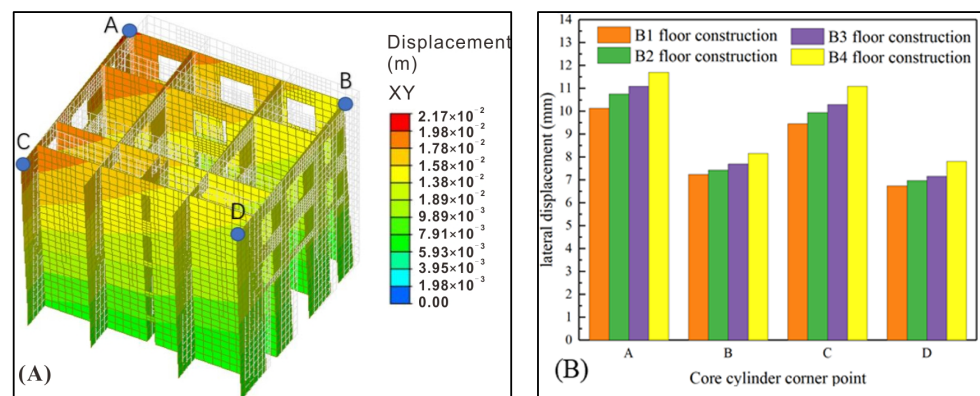 A
B
C
D
Displacement
(m)
XY
2.17×10⁻²
1.98×10⁻²
1.78×10⁻²
1.58×10⁻²
1.38×10⁻²
1.89×10⁻²
9.89×10⁻³
7.91×10⁻³
5.93×10⁻³
3.95×10⁻³
1.98×10⁻³
0.00
(A)
B1 floor construction
B3 floor construction
B2 floor construction
B4 floor construction
lateral displacement (mm)
14
13
12
11
10
9
8
7
6
5
4
3
2
1
0
A B C D
(B)
Core cylinder corner point